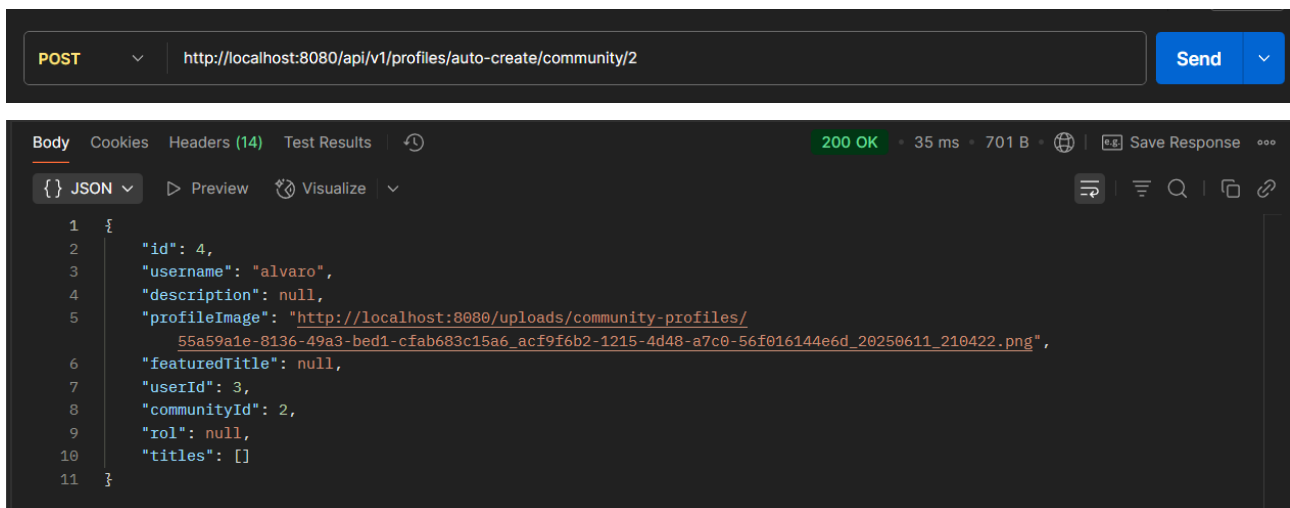 POST http://localhost:8080/api/v1/profiles/auto-create/community/2 Send
Body Cookies Headers (14) Test Results 200 OK • 35 ms • 701 B • e.g. Save Response
{} JSON Preview Visualize
1 {
2 "id": 4,
3 "username": "alvaro",
4 "description": null,
5 "profileImage": "http://localhost:8080/uploads/community-profiles/
55a59a1e-8136-49a3-bed1-cfab683c15a6_acf9f6b2-1215-4d48-a7c0-56f016144e6d_20250611_210422.png",
6 "featuredTitle": null,
7 "userId": 3,
8 "communityId": 2,
9 "rol": null,
10 "titles": []
11 }